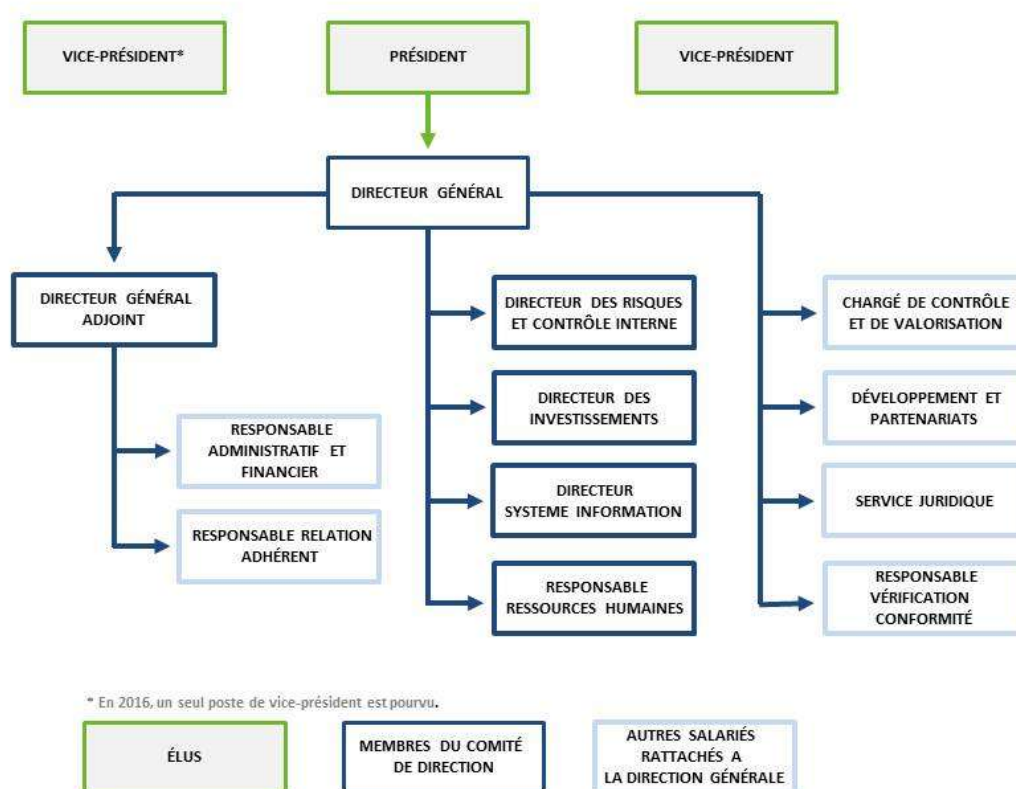 VICE-PRÉSIDENT*
PRÉSIDENT
VICE-PRÉSIDENT
DIRECTEUR GÉNÉRAL
DIRECTEUR GÉNÉRAL
ADJOINT
RESPONSABLE
ADMINISTRATIF ET
FINANCIER
RESPONSABLE RELATION
ADHÉRENT
DIRECTEUR DES RISQUES
ET CONTRÔLE INTERNE
DIRECTEUR DES
INVESTISSEMENTS
DIRECTEUR
SYSTEME INFORMATION
RESPONSABLE
RESSOURCES HUMAINES
CHARGÉ DE CONTRÔLE
ET DE VALORISATION
DÉVELOPPEMENT ET
PARTENARIATS
SERVICE JURIDIQUE
RESPONSABLE
VÉRIFICATION
CONFORMITÉ
* En 2016, un seul poste de vice-président est pourvu.
ÉLUS
MEMBRES DU COMITÉ
DE DIRECTION
AUTRES SALARIÉS
RATTACHÉS A
LA DIRECTION GÉNÉRALE